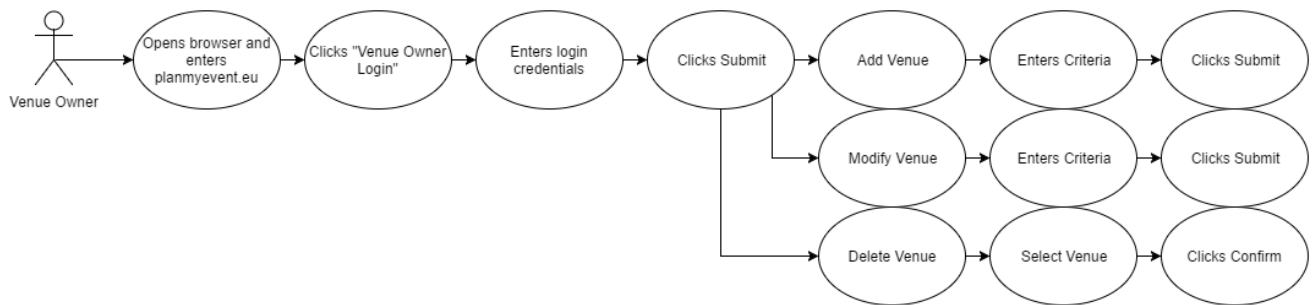 Venue Owner
Opens browser and
enters
planmyevent.eu
Clicks "Venue Owner
Login"
Enters login
credentials
Clicks Submit
Add Venue
Enters Criteria
Clicks Submit
Modify Venue
Enters Criteria
Clicks Submit
Delete Venue
Select Venue
Clicks Confirm